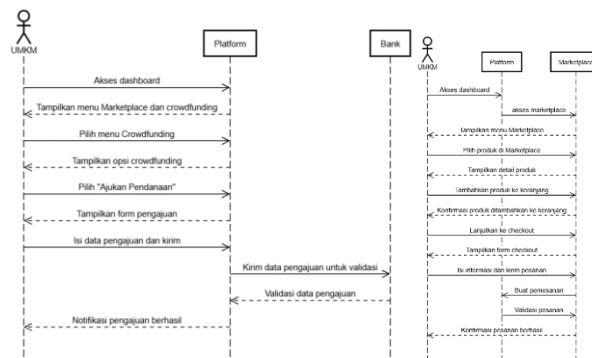 UMKM
Platform
Bank
Akses dashboard
Tampilkan menu Marketplace dan crowdfunding
Pilih menu Crowdfunding
Tampilkan opsi crowdfunding
Pilih "Ajukan Pendanaan"
Tampilkan form pengajuan
Isi data pengajuan dan kirim
Kirim data pengajuan untuk validasi
Validasi data pengajuan
Notifikasi pengajuan berhasil
UMKM
Platform
Marketplace
Akses dashboard
akses marketplace
Tampilkan menu Marketplace
Pilih produk di Marketplace
Tampilkan detail produk
Tambahkan produk ke keranjang
Konfirmasi produk ditambahkan ke keranjang
Lanjutkan ke checkout
Tampilkan form checkout
Isi informasi dan kirim pesanan
Buat pemesanan
Validasi pesanan
Konfirmasi pesanan berhasil